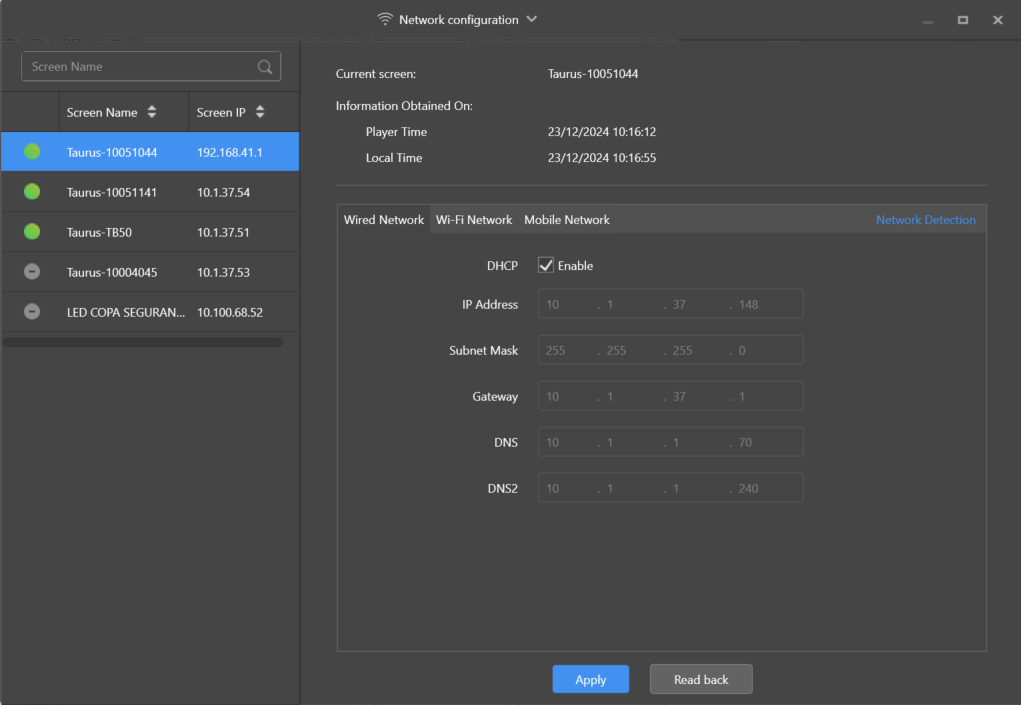 Network configuration
Screen Name
Screen Name Screen IP
Taurus-10051044 192.168.41.1
Taurus-10051141 10.1.37.54
Taurus-TB50 10.1.37.51
Taurus-10004045 10.1.37.53
LED COPA SEGURAN... 10.100.68.52
Current screen: Taurus-10051044
Information Obtained On:
Player Time 23/12/2024 10:16:12
Local Time 23/12/2024 10:16:55
Wired Network Wi-Fi Network Mobile Network Network Detection
DHCP Enable
IP Address 10 . 1 . 37 . 148
Subnet Mask 255 . 255 . 255 . 0
Gateway 10 . 1 . 37 . 1
DNS 10 . 1 . 1 . 70
DNS2 10 . 1 . 1 . 240
Apply Read back